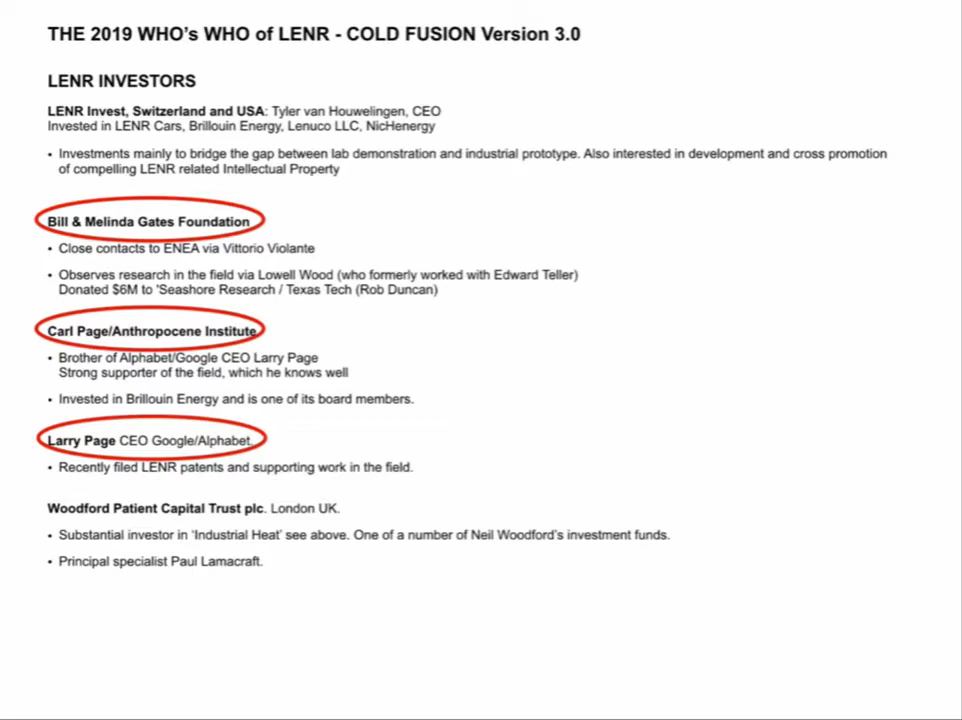 THE 2019 WHO's WHO of LENR - COLD FUSION Version 3.0
LENR INVESTORS
LENR Invest, Switzerland and USA: Tyler van Houwelingen, CEO
Invested in LENR Cars, Brillouin Energy, Lenuco LLC, NicHenergy
• Investments mainly to bridge the gap between lab demonstration and industrial prototype. Also interested in development and cross promotion
of compelling LENR related Intellectual Property
Bill & Melinda Gates Foundation
• Close contacts to ENEA via Vittorio Violante
• Observes research in the field via Lowell Wood (who formerly worked with Edward Teller)
Donated $6M to 'Seashore Research / Texas Tech (Rob Duncan)
Carl Page/Anthropocene Institute
• Brother of Alphabet/Google CEO Larry Page
Strong supporter of the field, which he knows well
• Invested in Brillouin Energy and is one of its board members.
Larry Page CEO Google/Alphabet.
• Recently filed LENR patents and supporting work in the field.
Woodford Patient Capital Trust plc. London UK.
• Substantial investor in 'Industrial Heat' see above. One of a number of Neil Woodford's investment funds.
• Principal specialist Paul Lamacraft.